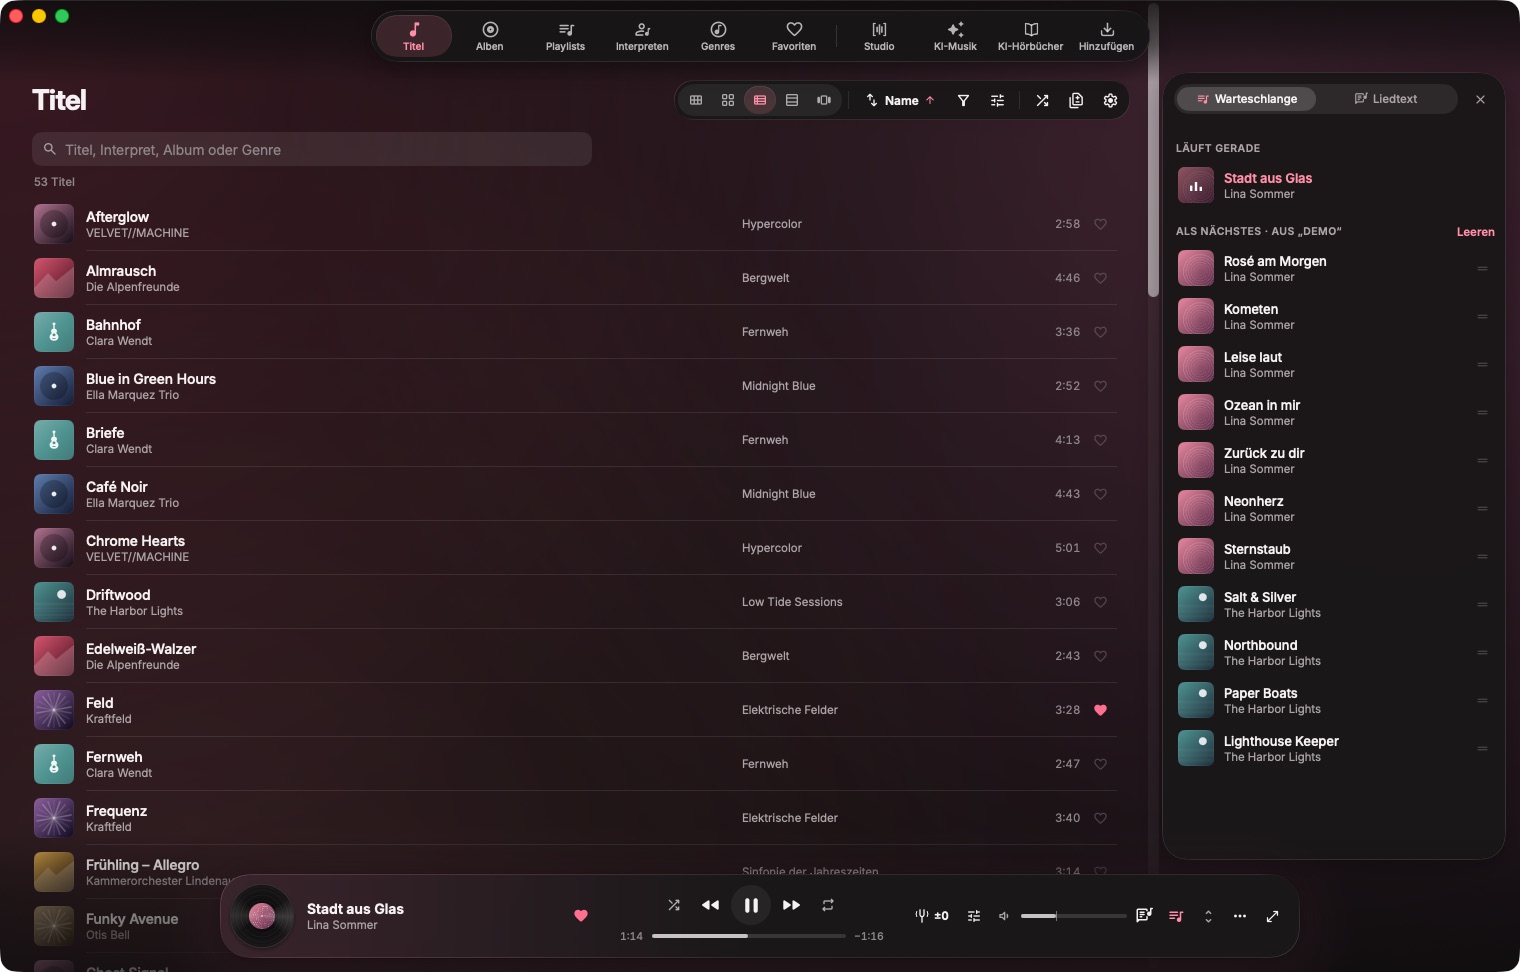 Titel
Alben
Playlists
Interpreten
Genres
Favoriten
Studio
KI-Musik
KI-Hörbücher
Hinzufügen
Titel
Name
Titel, Interpret, Album oder Genre
53 Titel
Afterglow
VELVET//MACHINE
Hypercolor
2:58
Almrausch
Die Alpenfreunde
Bergwelt
4:46
Bahnhof
Clara Wendt
Fernweh
3:36
Blue in Green Hours
Ella Marquez Trio
Midnight Blue
2:52
Briefe
Clara Wendt
Fernweh
4:13
Café Noir
Ella Marquez Trio
Midnight Blue
4:43
Chrome Hearts
VELVET//MACHINE
Hypercolor
5:01
Driftwood
The Harbor Lights
Low Tide Sessions
3:06
Edelweiß-Walzer
Die Alpenfreunde
Bergwelt
2:43
Feld
Kraftfeld
Elektrische Felder
3:28
Fernweh
Clara Wendt
Fernweh
2:47
Frequenz
Kraftfeld
Elektrische Felder
3:40
Frühling – Allegro
Kammerorchester Lindenau
Sinfonie der Jahreszeiten
3:14
Funky Avenue
Otis Bell
Ghost Signal
Warteschlange
Liedtext
LÄUFT GERADE
Stadt aus Glas
Lina Sommer
ALS NÄCHSTES · AUS „DEMO“
Leeren
Rosé am Morgen
Lina Sommer
Kometen
Lina Sommer
Leise laut
Lina Sommer
Ozean in mir
Lina Sommer
Zurück zu dir
Lina Sommer
Neonherz
Lina Sommer
Sternstaub
Lina Sommer
Salt & Silver
The Harbor Lights
Northbound
The Harbor Lights
Paper Boats
The Harbor Lights
Lighthouse Keeper
The Harbor Lights
Stadt aus Glas
Lina Sommer
1:14
−1:16
±0